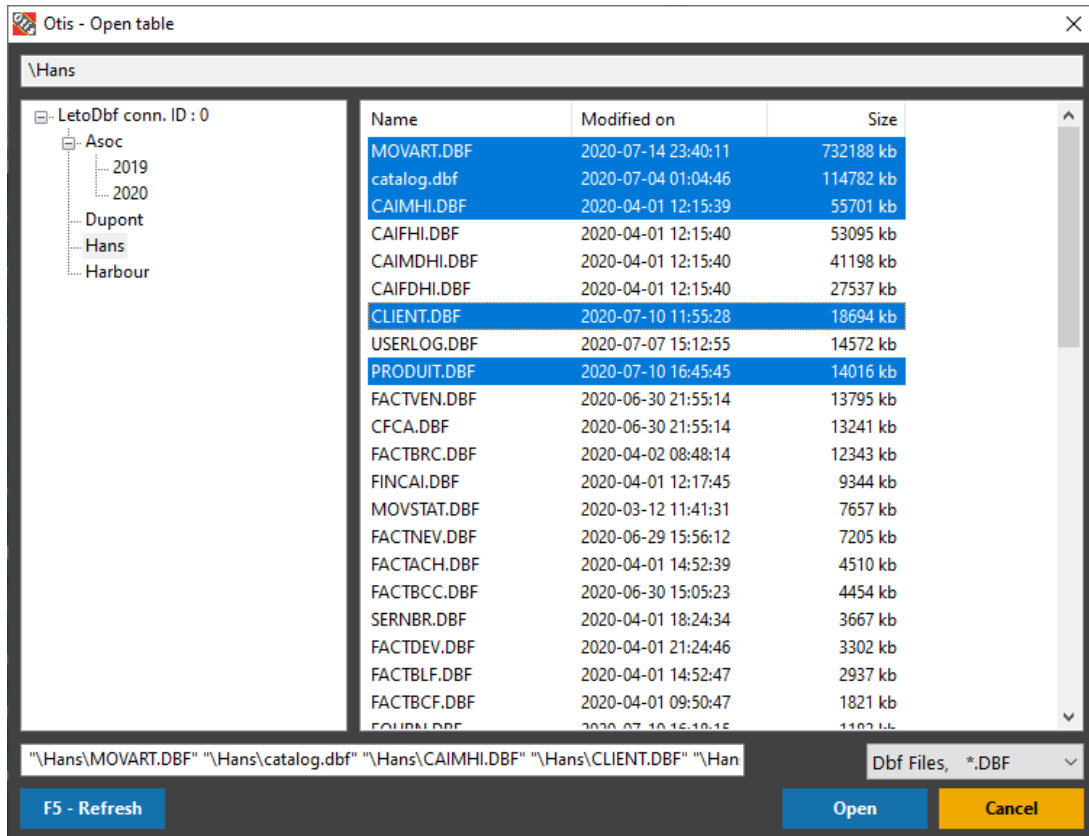 Otis - Open table
\Hans
LetoDbf conn. ID : 0
Asoc
2019
2020
Dupont
Hans
Harbour
Name Modified on Size
MOVART.DBF 2020-07-14 23:40:11 732188 kb
catalog.dbf 2020-07-04 01:04:46 114782 kb
CAIMHI.DBF 2020-04-01 12:15:39 55701 kb
CAIFHI.DBF 2020-04-01 12:15:40 53095 kb
CAIMDHI.DBF 2020-04-01 12:15:40 41198 kb
CAIFDHI.DBF 2020-04-01 12:15:40 27537 kb
CLIENT.DBF 2020-07-10 11:55:28 18694 kb
USERLOG.DBF 2020-07-07 15:12:55 14572 kb
PRODUIT.DBF 2020-07-10 16:45:45 14016 kb
FACTVEN.DBF 2020-06-30 21:55:14 13795 kb
CFCA.DBF 2020-06-30 21:55:14 13241 kb
FACTBRC.DBF 2020-04-02 08:48:14 12343 kb
FINCAI.DBF 2020-04-01 12:17:45 9344 kb
MOVSTAT.DBF 2020-03-12 11:41:31 7657 kb
FACTNEV.DBF 2020-06-29 15:56:12 7205 kb
FACTACH.DBF 2020-04-01 14:52:39 4510 kb
FACTBCC.DBF 2020-06-30 15:05:23 4454 kb
SERNBR.DBF 2020-04-01 18:24:34 3667 kb
FACTDEV.DBF 2020-04-01 21:24:46 3302 kb
FACTBLF.DBF 2020-04-01 14:52:47 2937 kb
FACTBCF.DBF 2020-04-01 09:50:47 1821 kb
"\Hans\MOVART.DBF" "\Hans\catalog.dbf" "\Hans\CAIMHI.DBF" "\Hans\CLIENT.DBF" "\Han
Dbf Files, *.DBF
F5 - Refresh
Open
Cancel